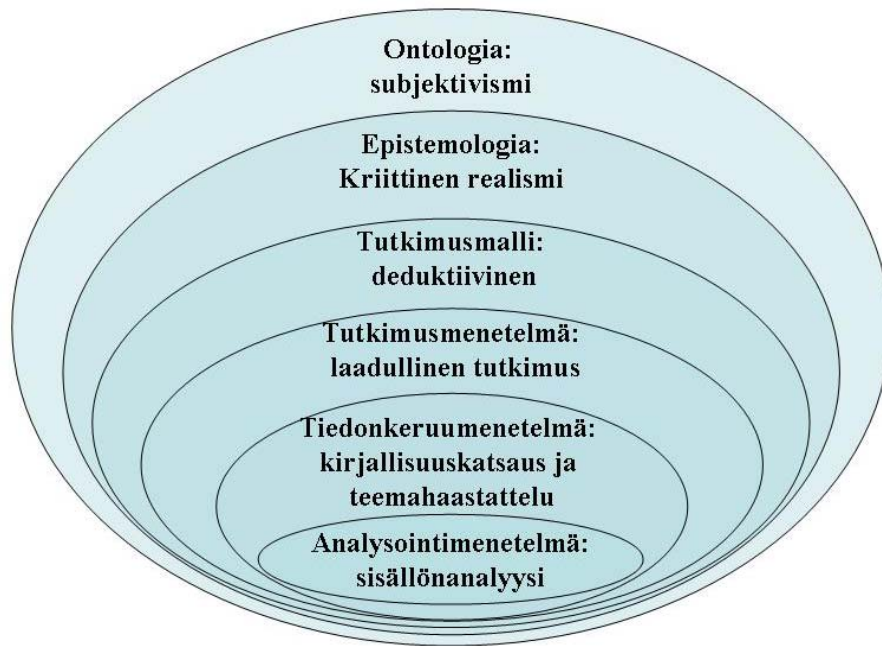 Ontologia:
subjektivismi
Epistemologia:
Kriittinen realismi
Tutkimusmalli:
deduktiivinen
Tutkimusmenetelmä:
laadullinen tutkimus
Tiedonkeruumenetelmä:
kirjallisuuskatsaus ja
teemahaastattelu
Analysointimenetelmä:
sisällönanalyysi